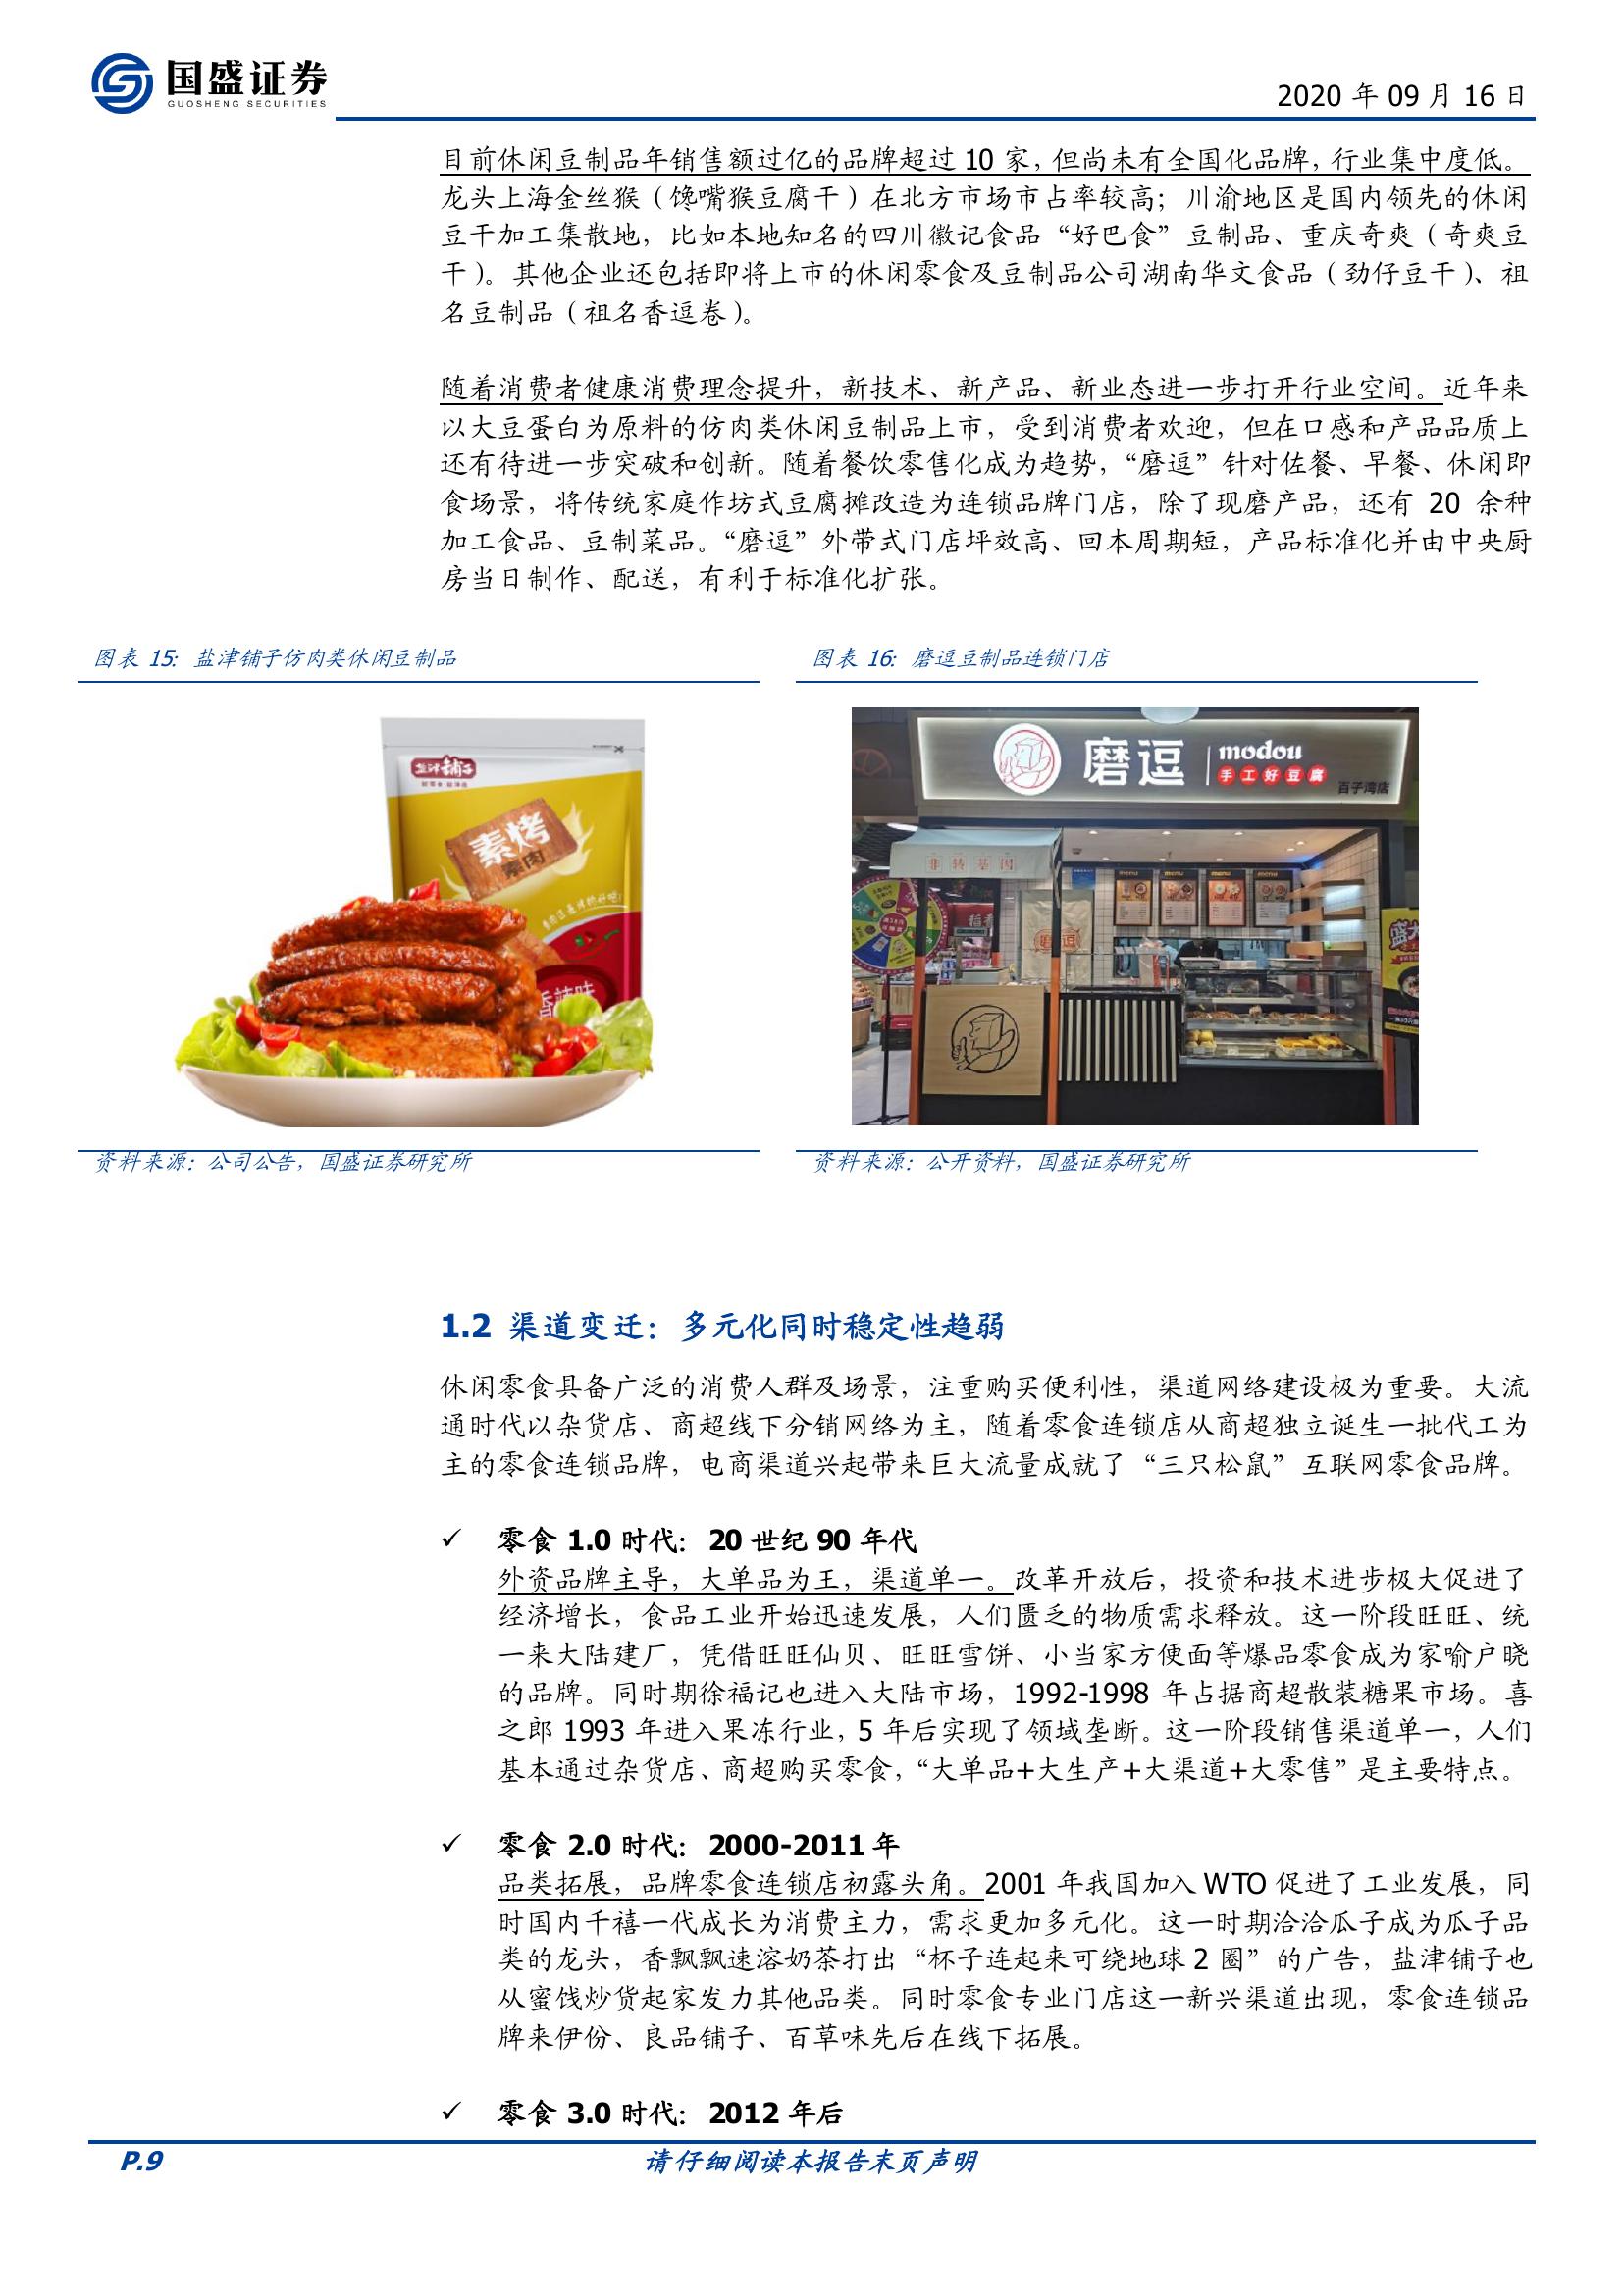 国盛证券
GUOSHENG SECURITIES
2020 年 09 月 16 日
目前休闲豆制品年销售额过亿的品牌超过 10 家，但尚未有全国化品牌，行业集中度低。
龙头上海金丝猴（馋嘴猴豆腐干）在北方市场市占率较高；川渝地区是国内领先的休闲
豆干加工集散地，比如本地知名的四川徽记食品“好巴食”豆制品、重庆奇爽（奇爽豆
干）。其他企业还包括即将上市的休闲零食及豆制品公司湖南华文食品（劲仔豆干）、祖
名豆制品（祖名香逗卷）。
随着消费者健康消费理念提升，新技术、新产品、新业态进一步打开行业空间。近年来
以大豆蛋白为原料的仿肉类休闲豆制品上市，受到消费者欢迎，但在口感和产品品质上
还有待进一步突破和创新。随着餐饮零售化成为趋势，“磨逗”针对佐餐、早餐、休闲即
食场景，将传统家庭作坊式豆腐摊改造为连锁品牌门店，除了现磨产品，还有 20 余种
加工食品、豆制菜品。“磨逗”外带式门店坪效高、回本周期短，产品标准化并由中央厨
房当日制作、配送，有利于标准化扩张。
图表 15：盐津铺子仿肉类休闲豆制品
图表 16：磨逗豆制品连锁门店
盐津铺子
素烤
素肉
香辣味
磨逗
modou
手工好豆腐
百子湾店
非转基因
menu
menu
menu
menu
磨逗
资料来源：公司公告，国盛证券研究所
资料来源：公开资料，国盛证券研究所
1.2 渠道变迁：多元化同时稳定性趋弱
休闲零食具备广泛的消费人群及场景，注重购买便利性，渠道网络建设极为重要。大流
通时代以杂货店、商超线下分销网络为主，随着零食连锁店从商超独立诞生一批代工为
主的零食连锁品牌，电商渠道兴起带来巨大流量成就了“三只松鼠”互联网零食品牌。
✓ 零食 1.0 时代：20 世纪 90 年代
外资品牌主导，大单品为王，渠道单一。改革开放后，投资和技术进步极大促进了
经济增长，食品工业开始迅速发展，人们匮乏的物质需求释放。这一阶段旺旺、统
一来大陆建厂，凭借旺旺仙贝、旺旺雪饼、小当家方便面等爆品零食成为家喻户晓
的品牌。同时期徐福记也进入大陆市场，1992-1998 年占据商超散装糖果市场。喜
之郎 1993 年进入果冻行业，5 年后实现了领域垄断。这一阶段销售渠道单一，人们
基本通过杂货店、商超购买零食，“大单品+大生产+大渠道+大零售”是主要特点。
✓ 零食 2.0 时代：2000-2011 年
品类拓展，品牌零食连锁店初露头角。2001 年我国加入 WTO 促进了工业发展，同
时国内千禧一代成长为消费主力，需求更加多元化。这一时期洽洽瓜子成为瓜子品
类的龙头，香飘飘速溶奶茶打出“杯子连起来可绕地球 2 圈”的广告，盐津铺子也
从蜜饯炒货起家发力其他品类。同时零食专业门店这一新兴渠道出现，零食连锁品
牌来伊份、良品铺子、百草味先后在线下拓展。
✓ 零食 3.0 时代：2012 年后
P.9
请仔细阅读本报告末页声明